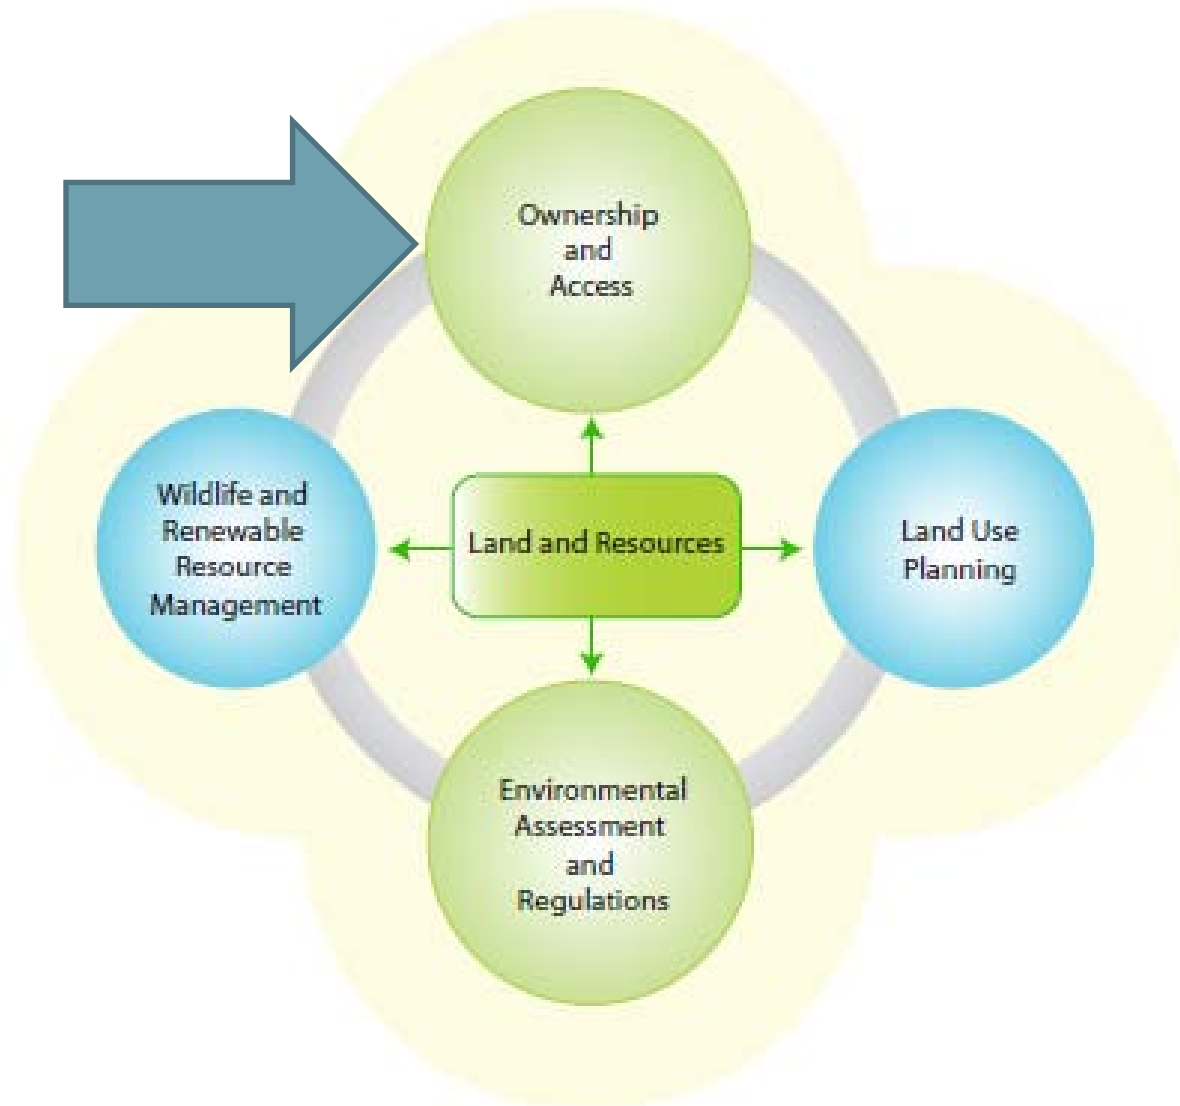 Ownership
and
Access
Wildlife and
Renewable
Resource
Management
Land and Resources
Land Use
Planning
Environmental
Assessment
and
Regulations